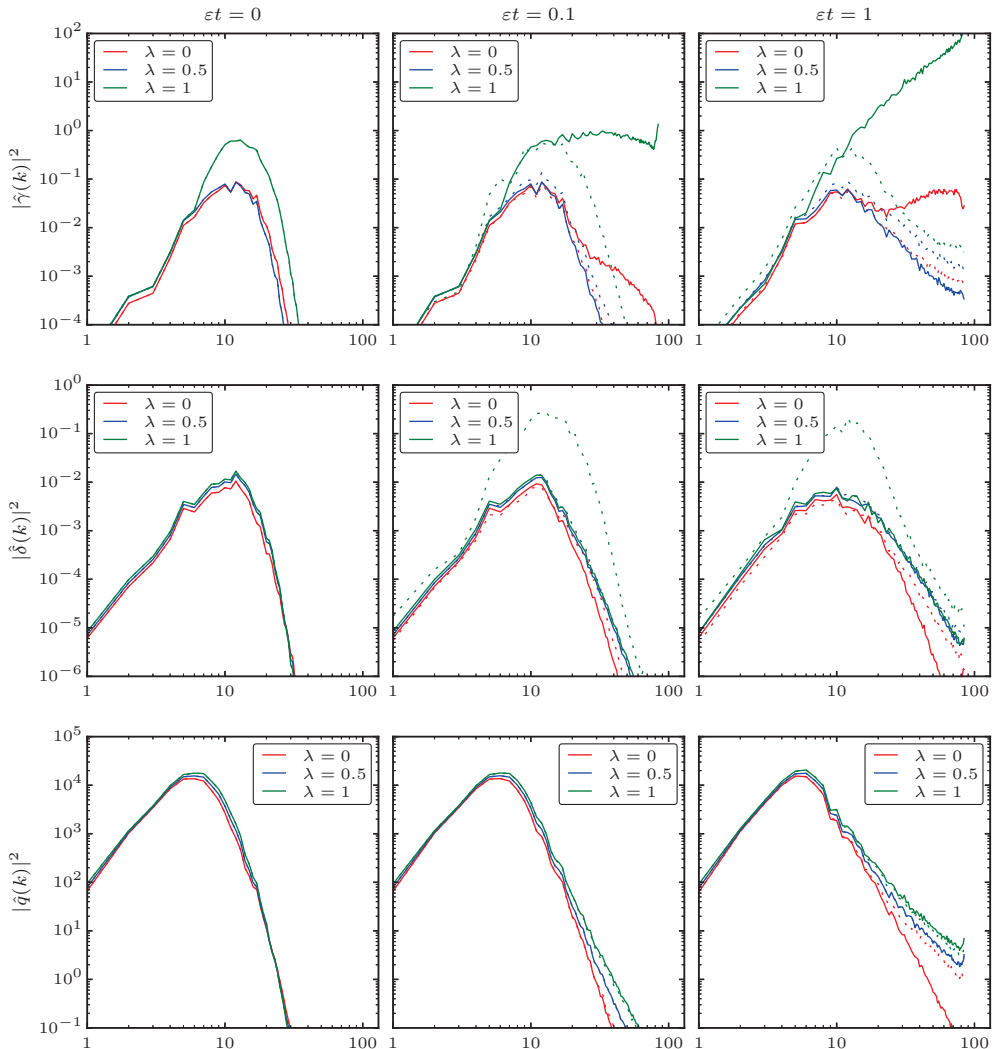 εt = 0
εt = 0.1
εt = 1
|γ̂(k)|²
10²
10¹
10⁰
10⁻¹
10⁻²
10⁻³
10⁻⁴
λ = 0
λ = 0.5
λ = 1
λ = 0
λ = 0.5
λ = 1
λ = 0
λ = 0.5
λ = 1
1
10
100
1
10
100
1
10
100
|δ̂(k)|²
10⁰
10⁻¹
10⁻²
10⁻³
10⁻⁴
10⁻⁵
10⁻⁶
λ = 0
λ = 0.5
λ = 1
λ = 0
λ = 0.5
λ = 1
λ = 0
λ = 0.5
λ = 1
1
10
100
1
10
100
1
10
100
|q̂(k)|²
10⁵
10⁴
10³
10²
10¹
10⁰
10⁻¹
λ = 0
λ = 0.5
λ = 1
λ = 0
λ = 0.5
λ = 1
λ = 0
λ = 0.5
λ = 1
1
10
100
1
10
100
1
10
100